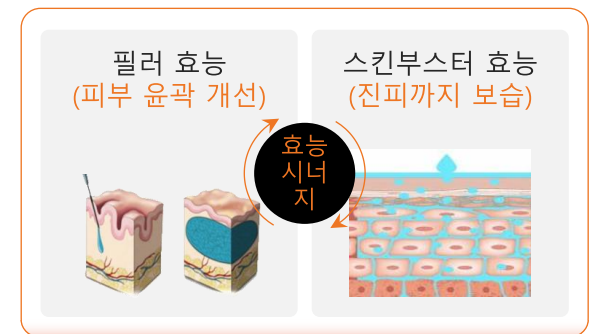 필러 효능
(피부 윤곽 개선)
스킨부스터 효능
(진피까지 보습)
효능
시너
지